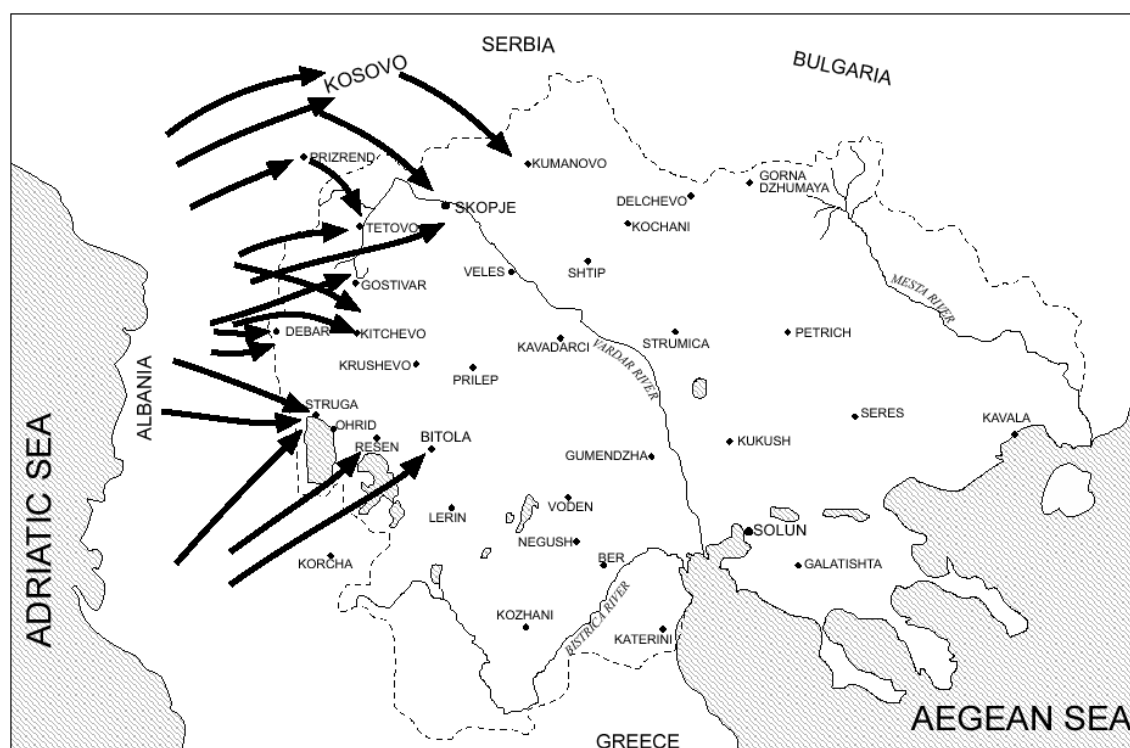 SERBIA
BULGARIA
KOSOVO
PRIZREND
KUMANOVO
GORNA
DZHUMAYA
DELCHEVO
SKOPJE
KOCHANI
TETOVO
VELES
SHTIP
GOSTIVAR
MESTA RIVER
DEBAR
KITCHEVO
KAVADARCI
VARDAR RIVER
STRUMICA
PETRICH
KRUSHEVO
PRILEP
ALBANIA
STRUGA
OHRID
RESEN
BITOLA
SERES
KAVALA
KUKUSH
GUMENDZHA
ADRIATIC SEA
VODEN
LERIN
NEGUSH
SOLUN
KORCHA
BER
GALATISHTA
KOZHANI
BISTRICA RIVER
KATERINI
AEGEAN SEA
GREECE